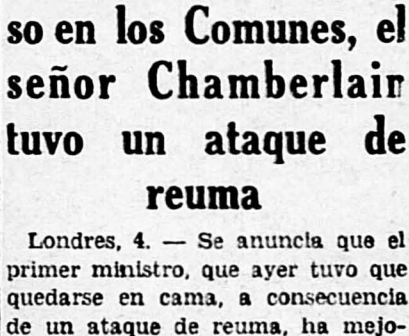 so en los Comunes, el
señor Chamberlain
tuvo un ataque de
reuma
Londres, 4. — Se anuncia que el
primer ministro, que ayer tuvo que
quedarse en cama, a consecuencia
de un ataque de reuma, ha mejo-